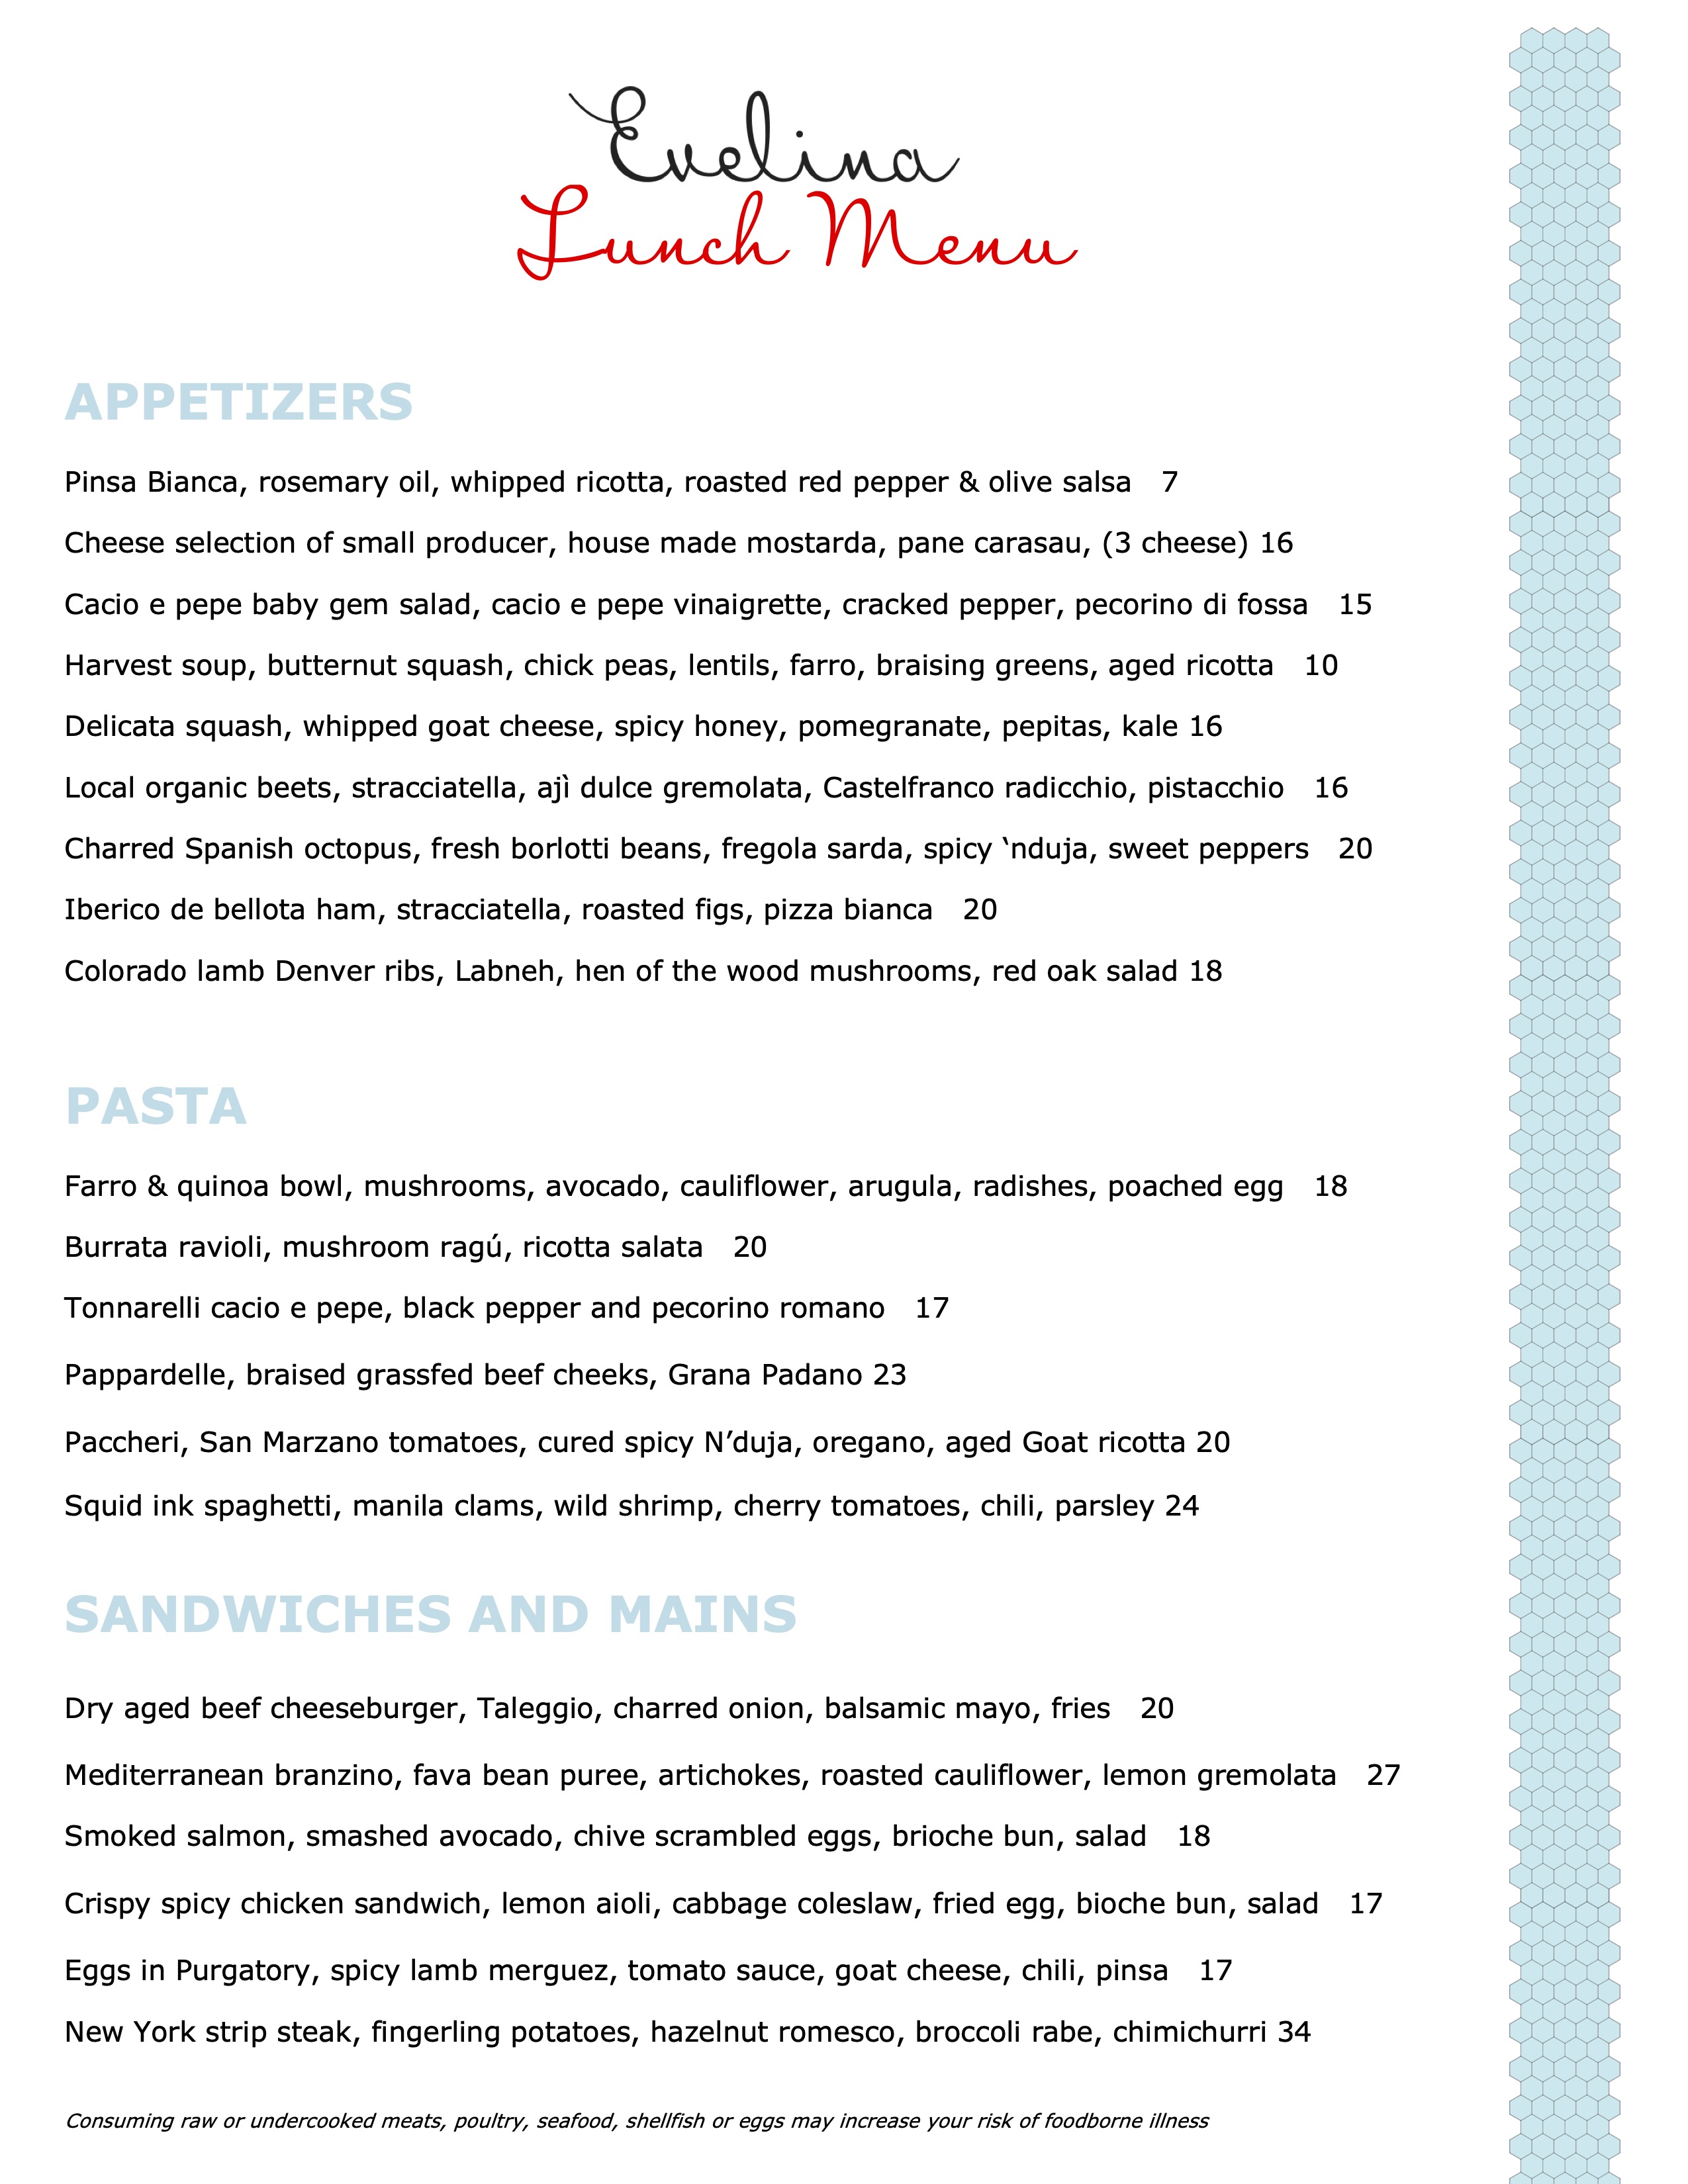 Evelina
Lunch Menu
APPETIZERS
Pinsa Bianca, rosemary oil, whipped ricotta, roasted red pepper & olive salsa 7
Cheese selection of small producer, house made mostarda, pane carasau, (3 cheese) 16
Cacio e pepe baby gem salad, cacio e pepe vinaigrette, cracked pepper, pecorino di fossa 15
Harvest soup, butternut squash, chick peas, lentils, farro, braising greens, aged ricotta 10
Delicata squash, whipped goat cheese, spicy honey, pomegranate, pepitas, kale 16
Local organic beets, stracciatella, ajì dulce gremolata, Castelfranco radicchio, pistacchio 16
Charred Spanish octopus, fresh borlotti beans, fregola sarda, spicy ‘nduja, sweet peppers 20
Iberico de bellota ham, stracciatella, roasted figs, pizza bianca 20
Colorado lamb Denver ribs, Labneh, hen of the wood mushrooms, red oak salad 18
PASTA
Farro & quinoa bowl, mushrooms, avocado, cauliflower, arugula, radishes, poached egg 18
Burrata ravioli, mushroom ragú, ricotta salata 20
Tonnarelli cacio e pepe, black pepper and pecorino romano 17
Pappardelle, braised grassfed beef cheeks, Grana Padano 23
Paccheri, San Marzano tomatoes, cured spicy N’duja, oregano, aged Goat ricotta 20
Squid ink spaghetti, manila clams, wild shrimp, cherry tomatoes, chili, parsley 24
SANDWICHES AND MAINS
Dry aged beef cheeseburger, Taleggio, charred onion, balsamic mayo, fries 20
Mediterranean branzino, fava bean puree, artichokes, roasted cauliflower, lemon gremolata 27
Smoked salmon, smashed avocado, chive scrambled eggs, brioche bun, salad 18
Crispy spicy chicken sandwich, lemon aioli, cabbage coleslaw, fried egg, bioche bun, salad 17
Eggs in Purgatory, spicy lamb merguez, tomato sauce, goat cheese, chili, pinsa 17
New York strip steak, fingerling potatoes, hazelnut romesco, broccoli rabe, chimichurri 34
Consuming raw or undercooked meats, poultry, seafood, shellfish or eggs may increase your risk of foodborne illness